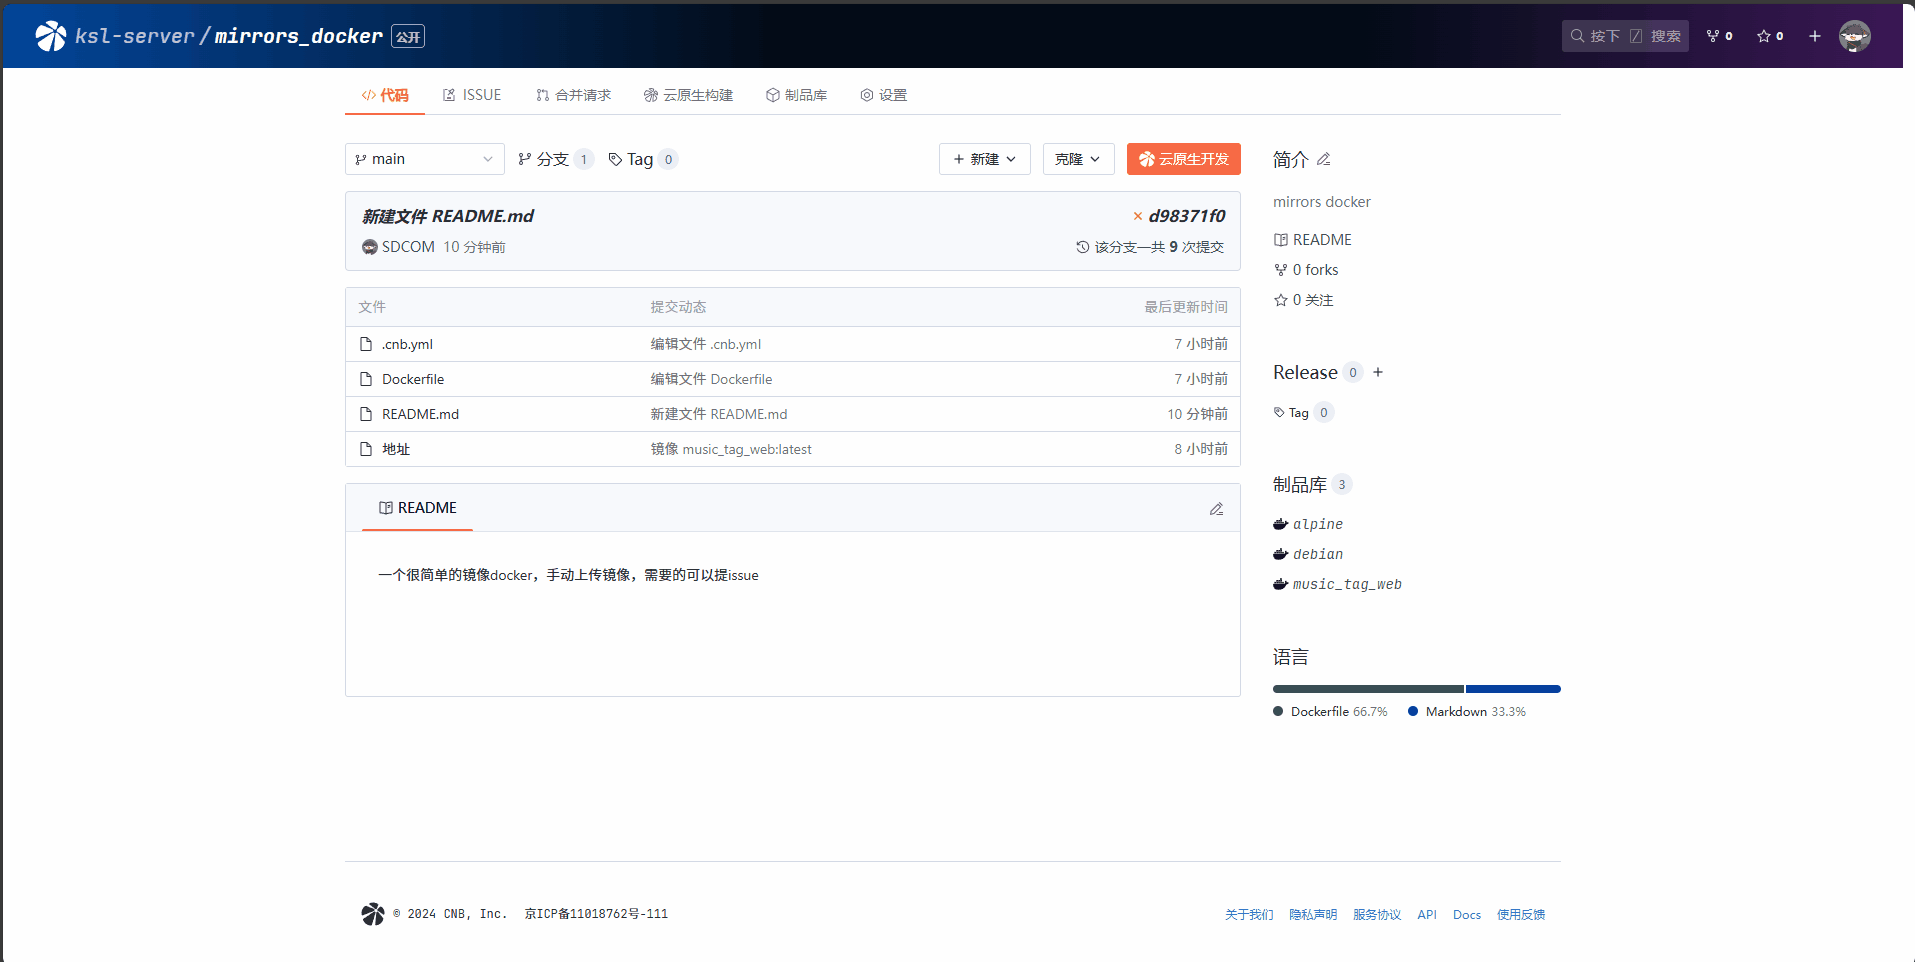 ksl-server / mirrors_docker 公开
按下 / 搜索 0 0
代码 ISSUE 合并请求 云原生构建 制品库 设置
main 分支 1 Tag 0 新建 克隆 云原生开发
新建文件 README.md d98371f0
SDCOM 10 分钟前 该分支一共 9 次提交
文件 提交动态 最后更新时间
.cnb.yml 编辑文件 .cnb.yml 7 小时前
Dockerfile 编辑文件 Dockerfile 7 小时前
README.md 新建文件 README.md 10 分钟前
地址 镜像 music_tag_web:latest 8 小时前
README
一个很简单的镜像docker，手动上传镜像，需要的可以提issue
简介
mirrors docker
README
0 forks
0 关注
Release 0 +
Tag 0
制品库 3
alpine
debian
music_tag_web
语言
Dockerfile 66.7% Markdown 33.3%
© 2024 CNB, Inc. 京ICP备11018762号-111
关于我们 隐私声明 服务协议 API Docs 使用反馈